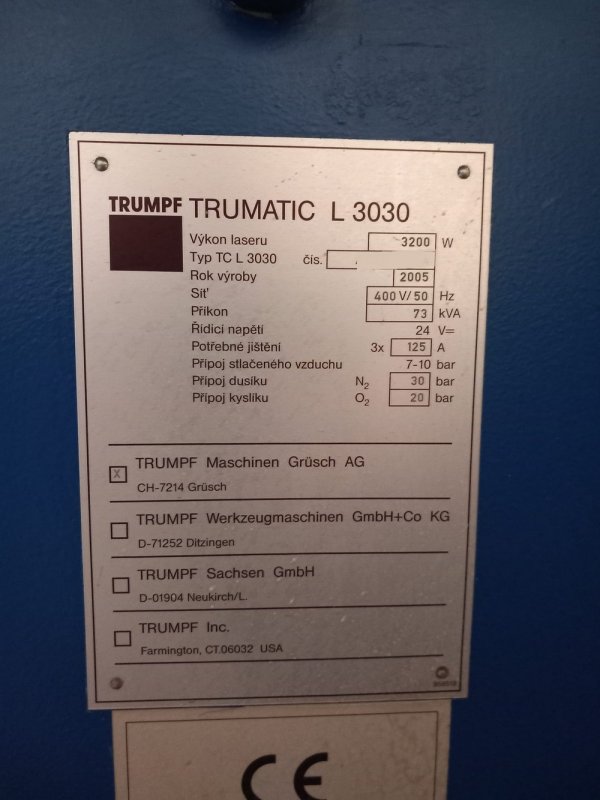 TRUMPF TRUMATIC L 3030
Výkon laseru 3200 W
Typ TC L 3030 čís.
Rok výroby 2005
Síť 400 V/50 Hz
Příkon 73 kVA
Řídicí napětí 24 V=
Potřebné jištění 3x 125 A
Přípoj stlačeného vzduchu 7-10 bar
Přípoj dusíku N₂ 30 bar
Přípoj kyslíku O₂ 20 bar
X TRUMPF Maschinen Grüsch AG
CH-7214 Grüsch
TRUMPF Werkzeugmaschinen GmbH+Co KG
D-71252 Ditzingen
TRUMPF Sachsen GmbH
D-01904 Neukirch/L.
TRUMPF Inc.
Farmington, CT.06032 USA
CE